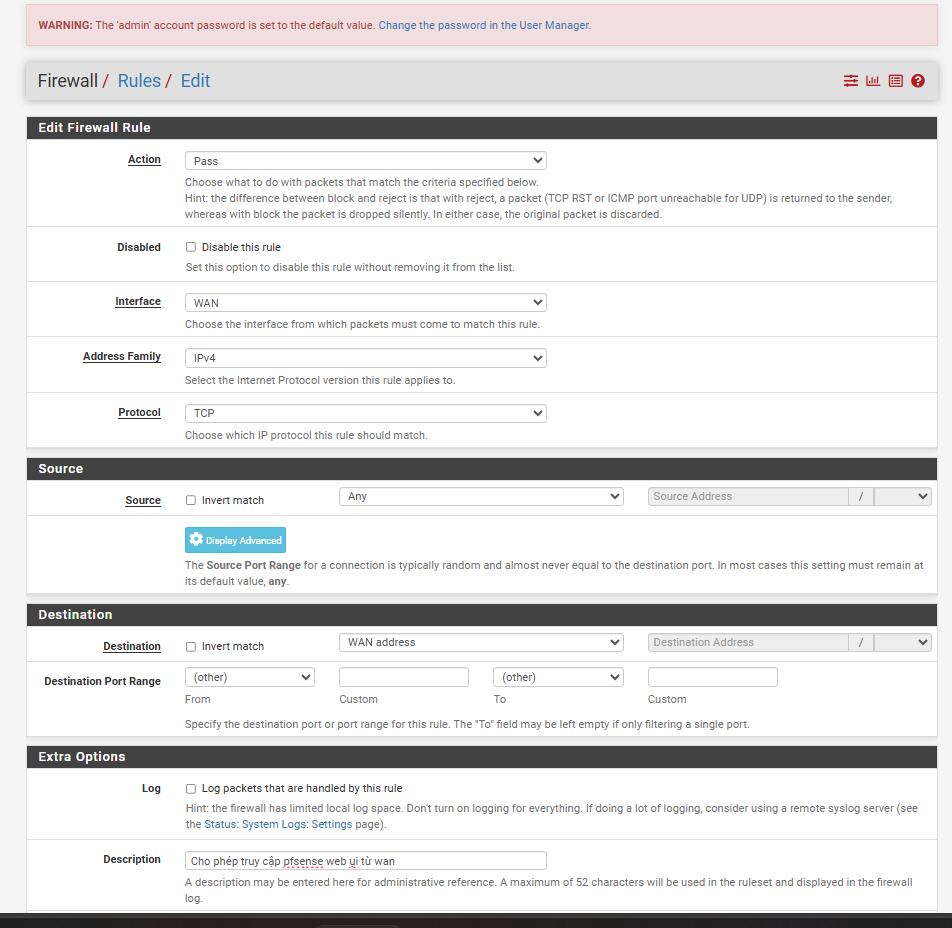 WARNING: The 'admin' account password is set to the default value. Change the password in the User Manager.
Firewall / Rules / Edit
Edit Firewall Rule
Action
Pass
Choose what to do with packets that match the criteria specified below.
Hint: the difference between block and reject is that with reject, a packet (TCP RST or ICMP port unreachable for UDP) is returned to the sender,
whereas with block the packet is dropped silently. In either case, the original packet is discarded.
Disabled
Disable this rule
Set this option to disable this rule without removing it from the list.
Interface
WAN
Choose the interface from which packets must come to match this rule.
Address Family
IPv4
Select the Internet Protocol version this rule applies to.
Protocol
TCP
Choose which IP protocol this rule should match.
Source
Source
Invert match
Any
Source Address
/
Display Advanced
The Source Port Range for a connection is typically random and almost never equal to the destination port. In most cases this setting must remain at
its default value, any.
Destination
Destination
Invert match
WAN address
Destination Address
/
Destination Port Range
(other)
(other)
From
Custom
To
Custom
Specify the destination port or port range for this rule. The "To" field may be left empty if only filtering a single port.
Extra Options
Log
Log packets that are handled by this rule
Hint: the firewall has limited local log space. Don't turn on logging for everything. If doing a lot of logging, consider using a remote syslog server (see
the Status: System Logs: Settings page).
Description
Cho phép truy cập pfsense web ui từ wan
A description may be entered here for administrative reference. A maximum of 52 characters will be used in the ruleset and displayed in the firewall
log.